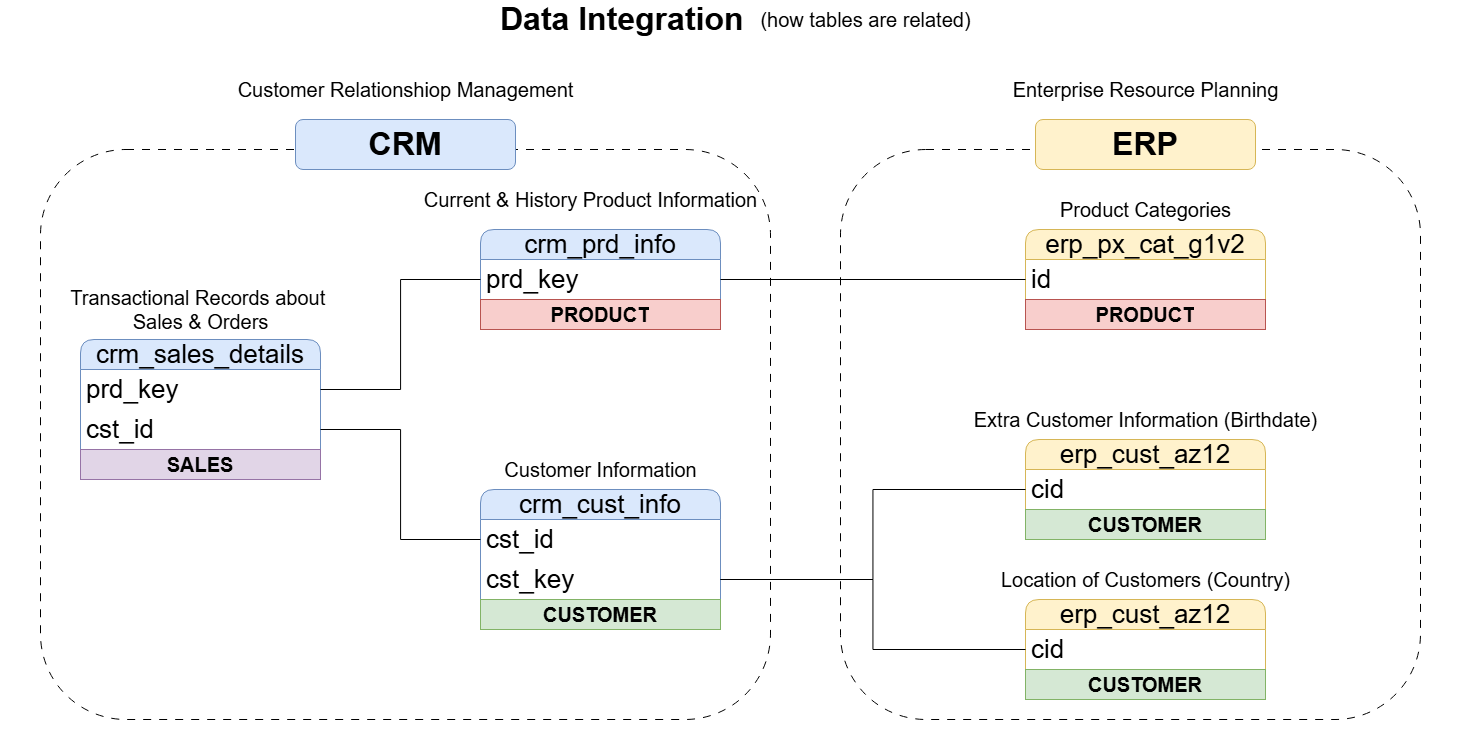 Data Integration (how tables are related)
Customer Relationshiop Management
CRM
Current & History Product Information
crm_prd_info
prd_key
PRODUCT
Transactional Records about
Sales & Orders
crm_sales_details
prd_key
cst_id
SALES
Customer Information
crm_cust_info
cst_id
cst_key
CUSTOMER
Enterprise Resource Planning
ERP
Product Categories
erp_px_cat_g1v2
id
PRODUCT
Extra Customer Information (Birthdate)
erp_cust_az12
cid
CUSTOMER
Location of Customers (Country)
erp_cust_az12
cid
CUSTOMER